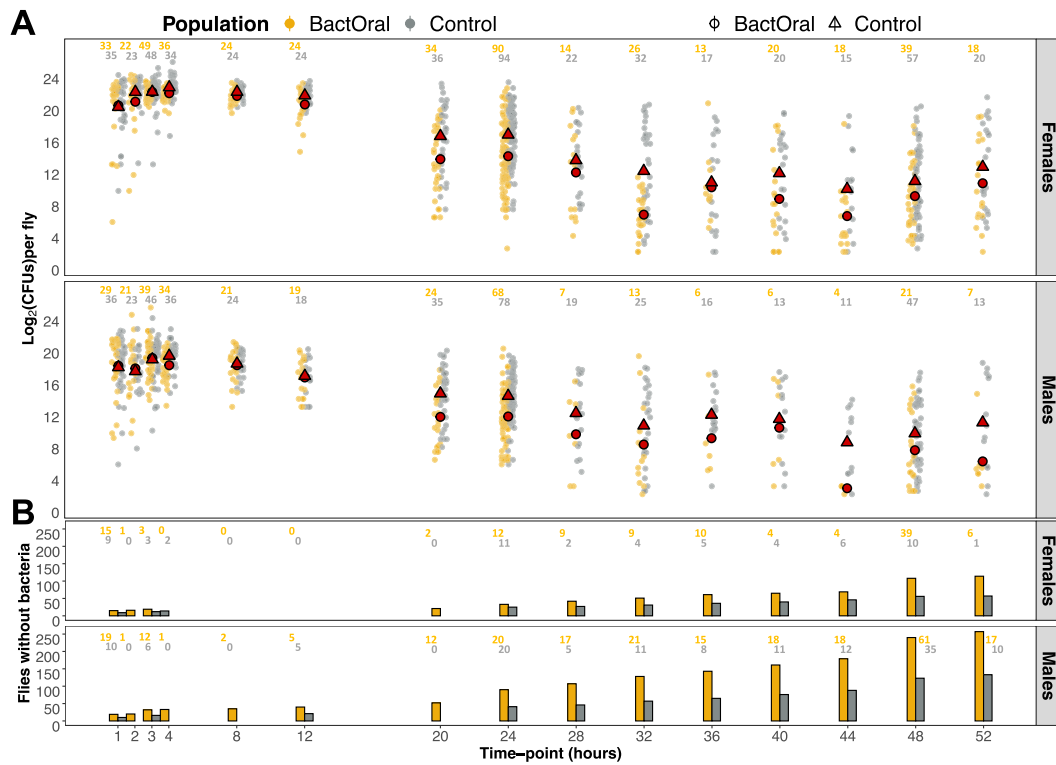 A
Population BactOral Control BactOral Control
33 22 49 36 24 24 34 90 14 26 13 20 18 39 18
35 23 48 34 24 24 36 94 22 32 17 20 15 57 20
24
20
16
12
8
4
0
Females
29 21 39 34 21 19 24 68 7 13 6 6 4 21 7
36 23 46 36 24 18 35 78 19 25 16 13 11 47 13
24
20
16
12
8
4
0
Males
Log2(CFUs)per fly
B
15 1 3 0 0 0 2 12 9 9 10 4 4 39 6
9 0 3 2 0 0 0 11 2 4 5 4 6 10 1
250
200
150
100
50
0
Females
19 1 12 1 2 5 12 20 17 21 15 18 18 61 17
10 0 6 0 0 5 0 20 5 11 8 11 12 35 10
250
200
150
100
50
0
Males
Flies without bacteria
1 2 3 4 8 12 20 24 28 32 36 40 44 48 52
Time–point (hours)